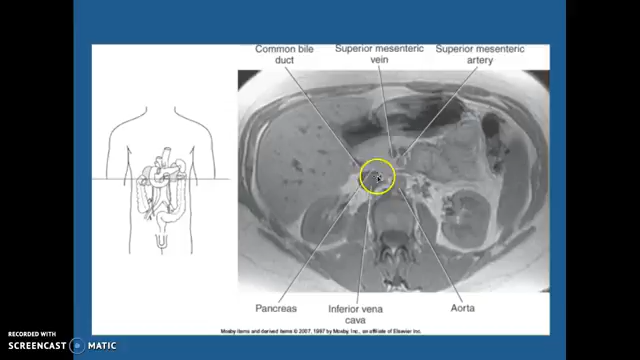 Common bile
duct
Superior mesenteric
vein
Superior mesenteric
artery
Pancreas
Inferior vena
cava
Aorta
Mosby items and derived items © 2007, 1997 by Mosby, Inc., an affiliate of Elsevier Inc.
RECORDED WITH
SCREENCAST MATIC